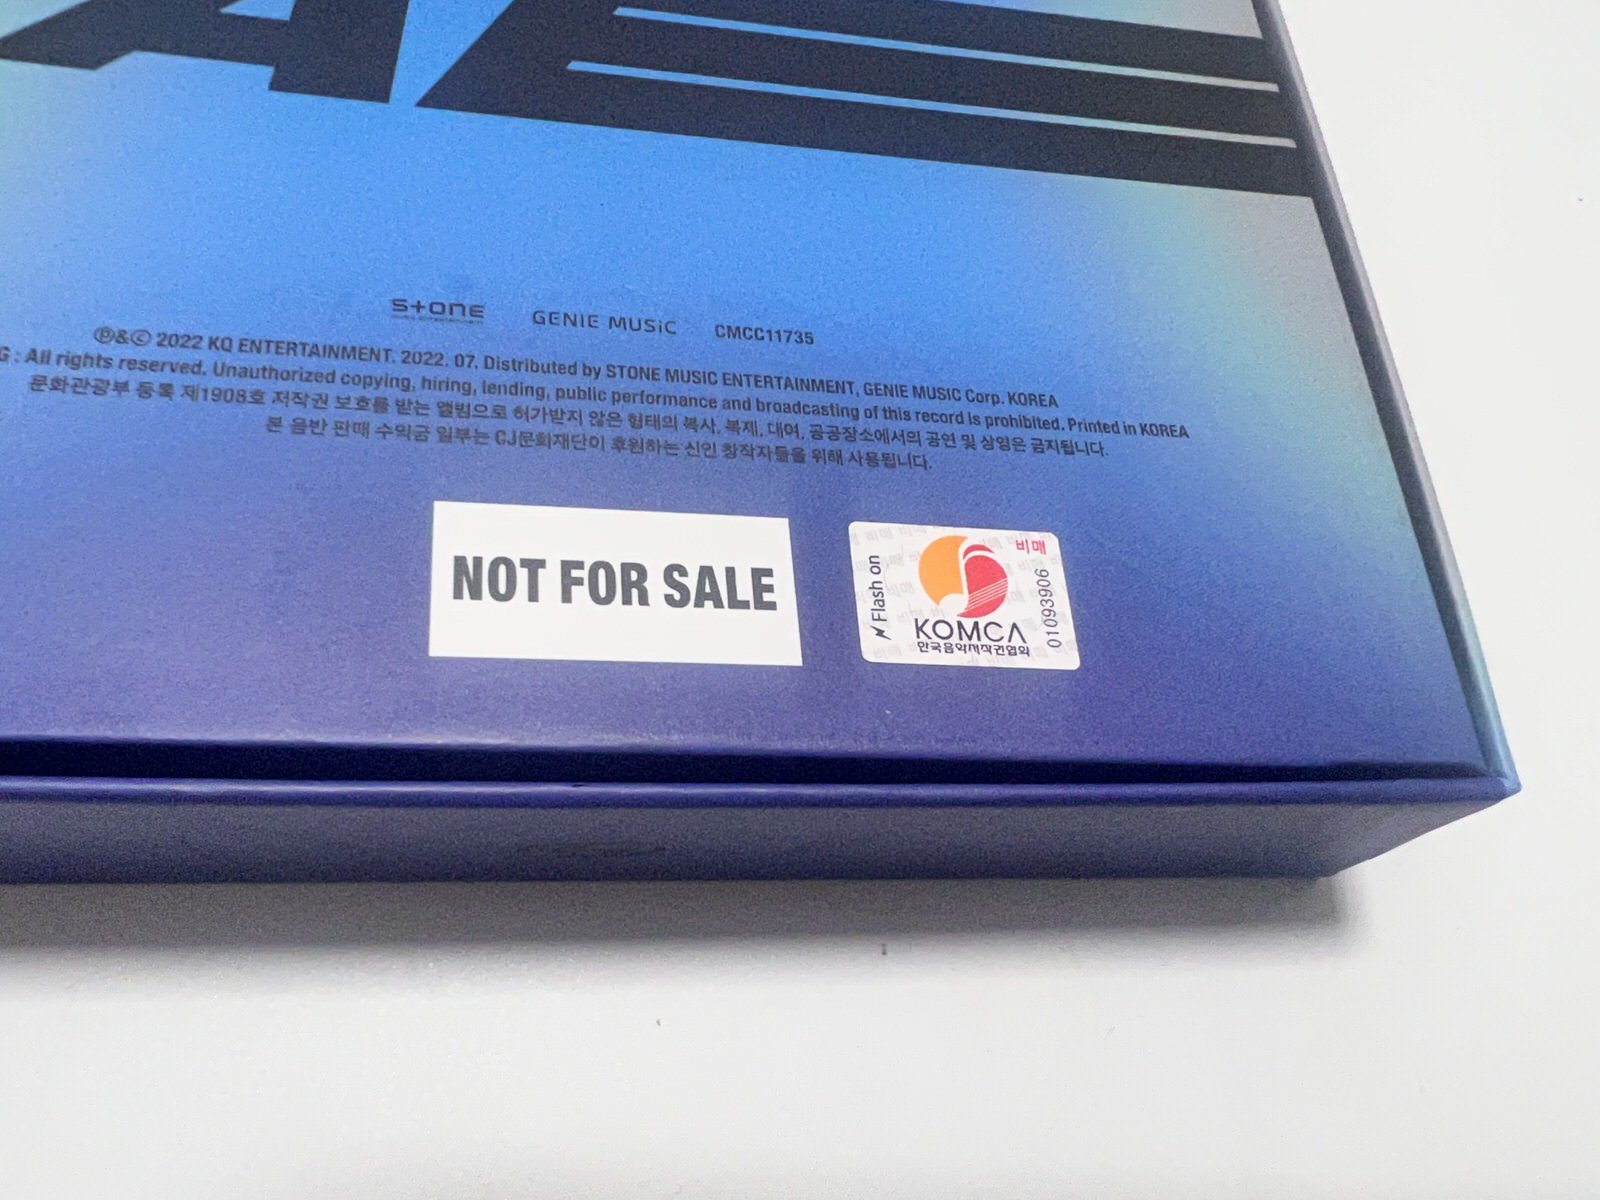 S+ONE
music entertainment
GENIE MUSiC
CMCC11735
Ⓟ&ⓒ 2022 KQ ENTERTAINMENT. 2022. 07. Distributed by STONE MUSIC ENTERTAINMENT, GENIE MUSIC Corp. KOREA
G : All rights reserved. Unauthorized copying, hiring, lending, public performance and broadcasting of this record is prohibited. Printed in KOREA
문화관광부 등록 제1908호 저작권 보호를 받는 앨범으로 허가받지 않은 형태의 복사, 복제, 대여, 공공장소에서의 공연 및 상영은 금지됩니다.
본 음반 판매 수익금 일부는 CJ문화재단이 후원하는 신인 창작자들을 위해 사용됩니다.
NOT FOR SALE
Flash on
비매
KOMCA
한국음악저작권협회
01093906